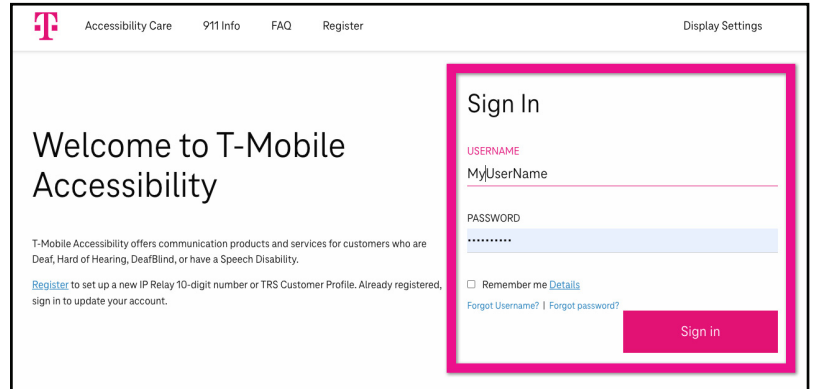 T Accessibility Care 911 Info FAQ Register Display Settings
Welcome to T-Mobile
Accessibility
T-Mobile Accessibility offers communication products and services for customers who are
Deaf, Hard of Hearing, DeafBlind, or have a Speech Disability.
Register to set up a new IP Relay 10-digit number or TRS Customer Profile. Already registered,
sign in to update your account.
Sign In
USERNAME
MyUserName
PASSWORD
••••••••••
Remember me Details
Forgot Username? | Forgot password?
Sign in